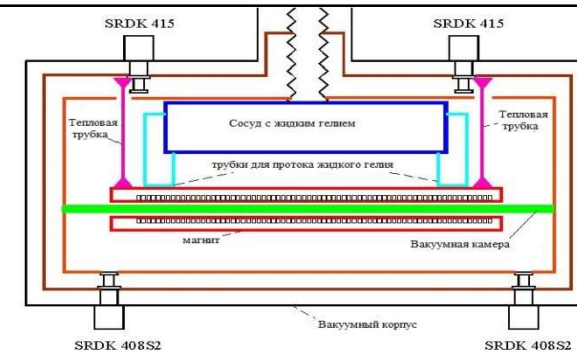 SRDK 415
SRDK 415
Сосуд с жидким гелием
Тепловая
трубка
Тепловая
трубка
трубки для протока жидкого гелия
магнит
Вакуумная камера
Вакуумный корпус
SRDK 408S2
SRDK 408S2